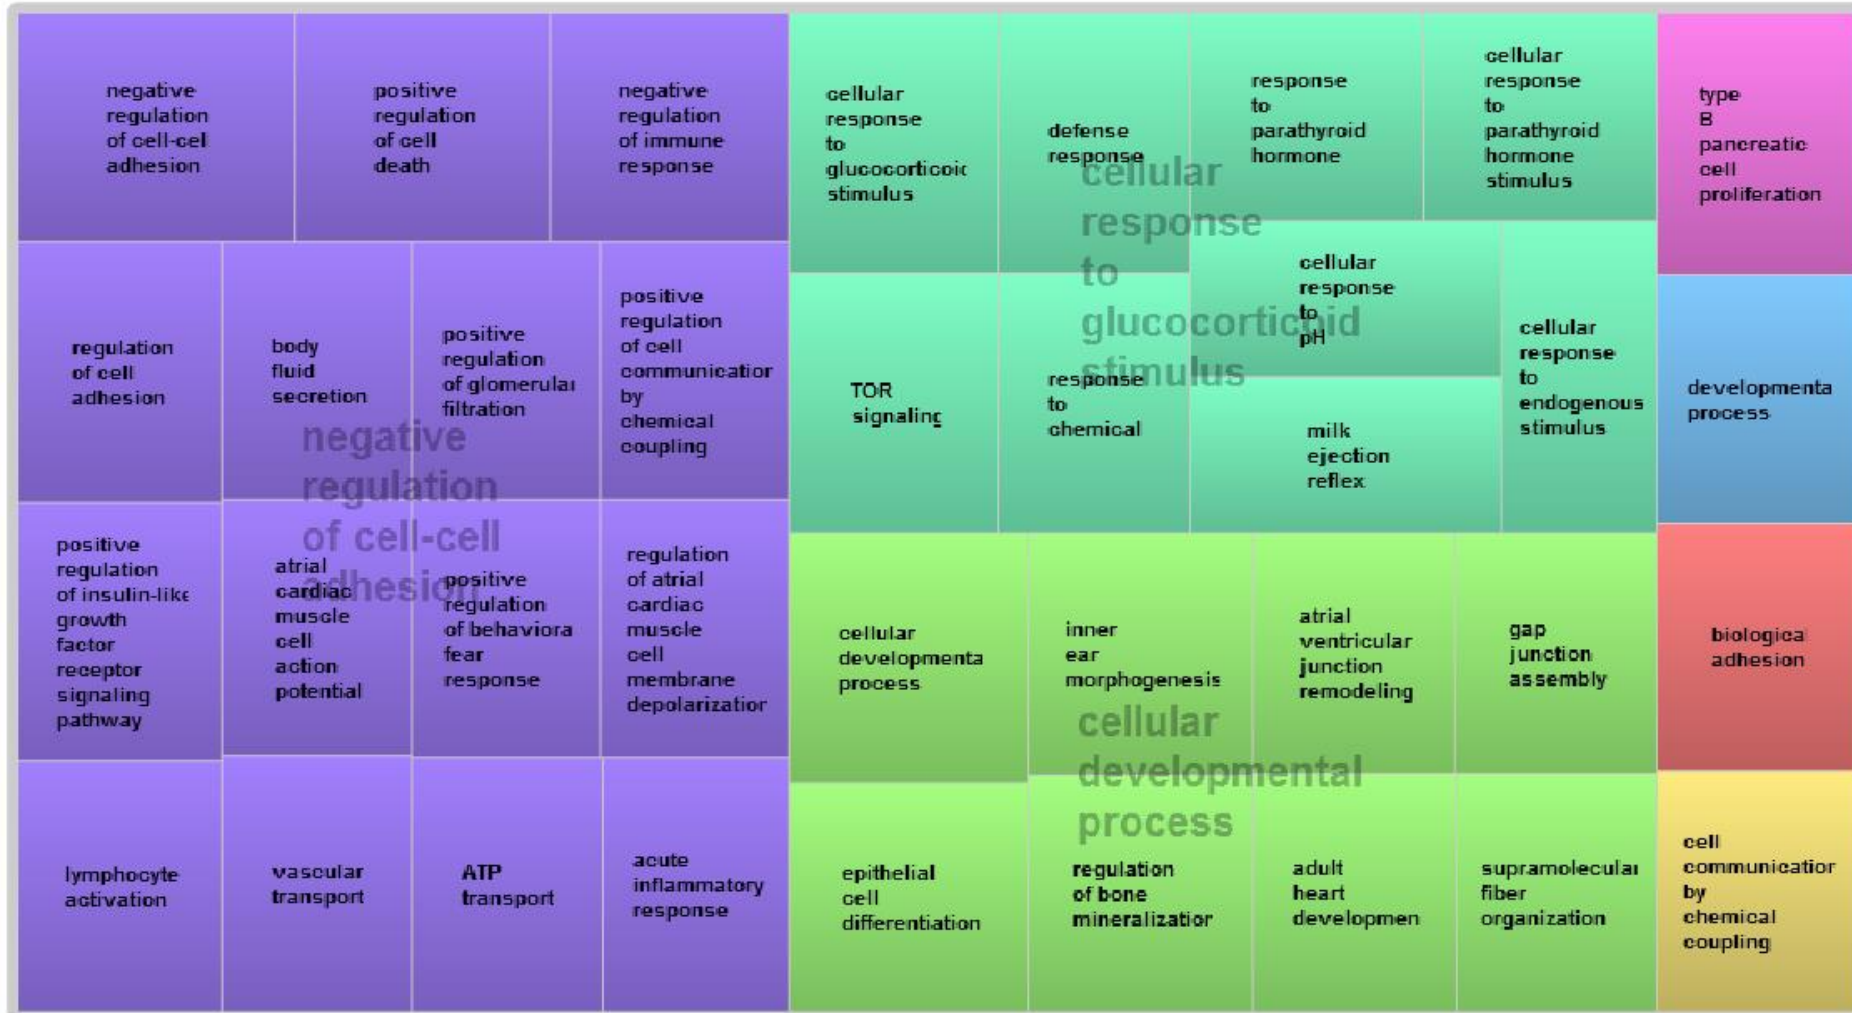 negative
regulation
of cell-cell
adhesion
positive
regulation
of cell
death
negative
regulation
of immune
response
regulation
of cell
adhesion
body
fluid
secretion
positive
regulation
of glomerular
filtration
positive
regulation
of cell
communication
by
chemical
coupling
positive
regulation
of insulin-like
growth
factor
receptor
signaling
pathway
atrial
cardiac
muscle
cell
action
potential
positive
regulation
of behaviora
fear
response
regulation
of atrial
cardiac
muscle
cell
membrane
depolarization
lymphocyte
activation
vascular
transport
ATP
transport
acute
inflammatory
response
negative
regulation
of cell-cell
adhesion
cellular
response
to
glucocorticoid
stimulus
defense
response
response
to
parathyroid
hormone
cellular
response
to
parathyroid
hormone
stimulus
TOR
signaling
response
to
chemical
cellular
response
to
pH
milk
ejection
reflex
cellular
response
to
endogenous
stimulus
cellular
response
to
glucocorticoid
stimulus
cellular
developmenta
process
inner
ear
morphogenesis
atrial
ventricular
junction
remodeling
gap
junction
assembly
epithelial
cell
differentiation
regulation
of bone
mineralization
adult
heart
developmen
supramolecular
fiber
organization
cellular
developmental
process
type
B
pancreatic
cell
proliferation
developmenta
process
biological
adhesion
cell
communication
by
chemical
coupling